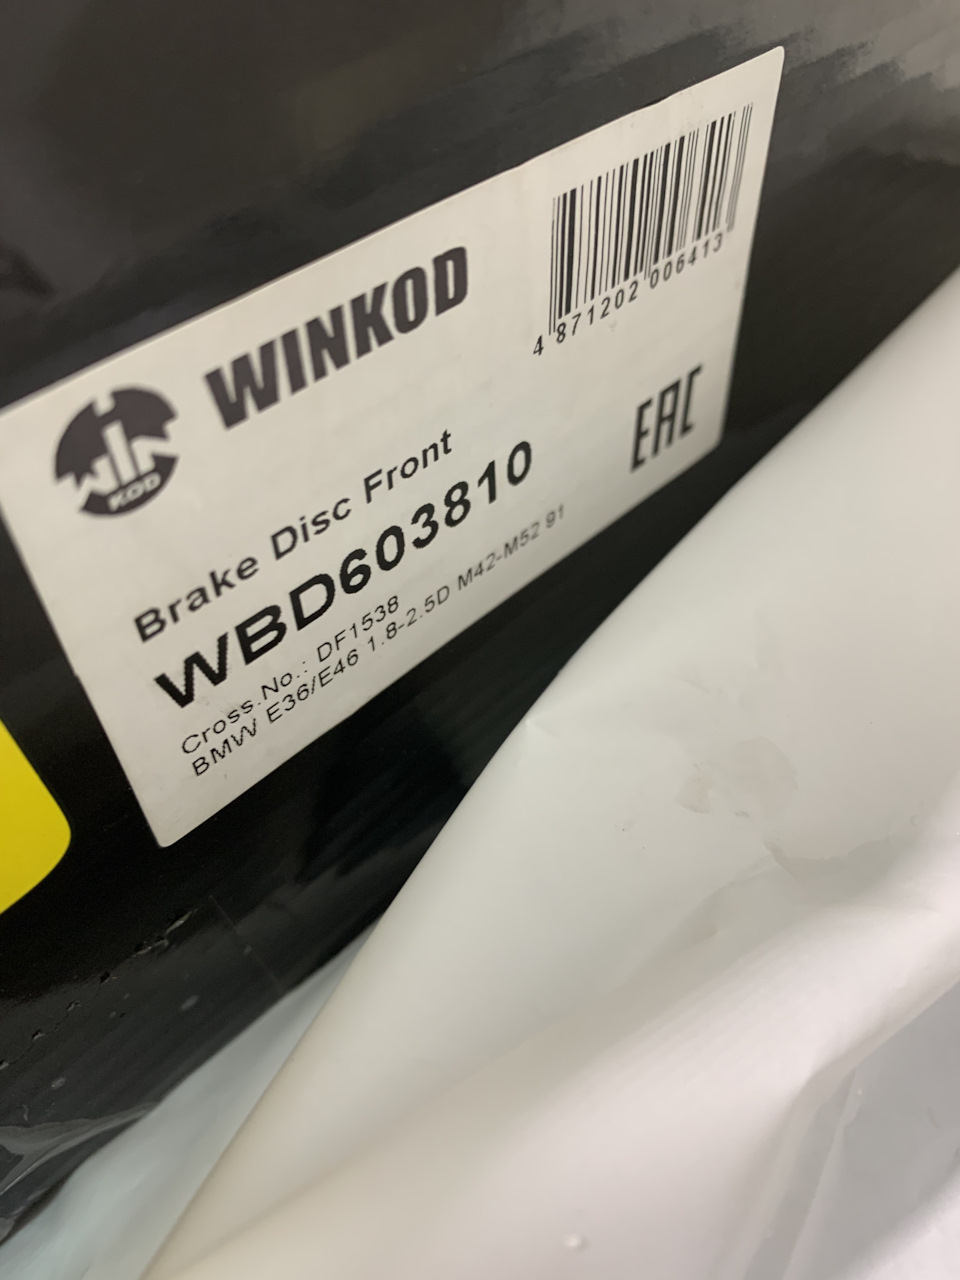 WIN
KOD
WINKOD
4 871202 006413
Brake Disc Front
WBD603810
EAC
Cross.No.: DF1538
BMW E36/E46 1.8-2.5D M42-M52 91